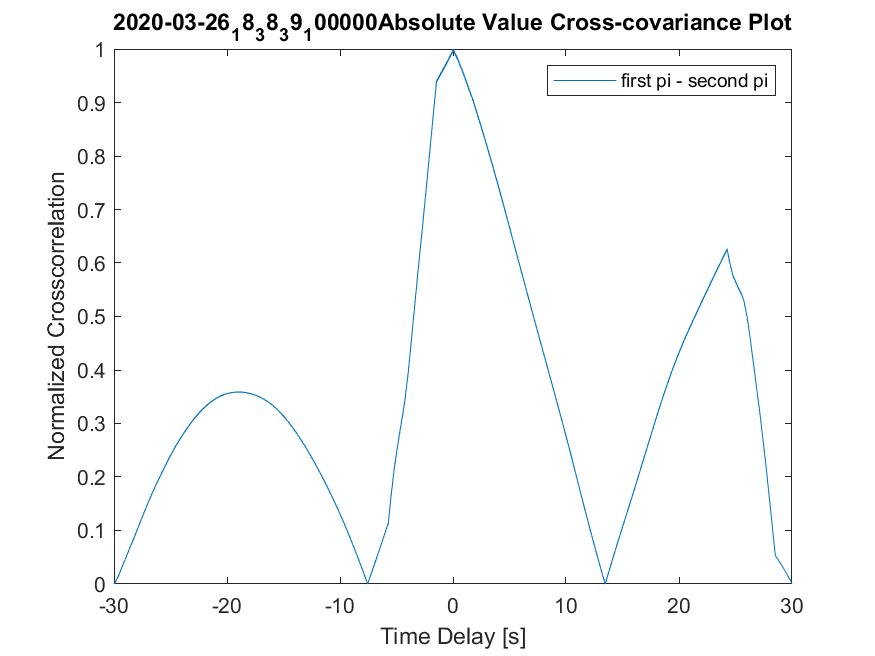 2020-03-26₁8₃8₃9₁00000Absolute Value Cross-covariance Plot
1
first pi - second pi
0.9
0.8
0.7
0.6
0.5
0.4
0.3
0.2
0.1
0
Normalized Crosscorrelation
-30 -20 -10 0 10 20 30
Time Delay [s]